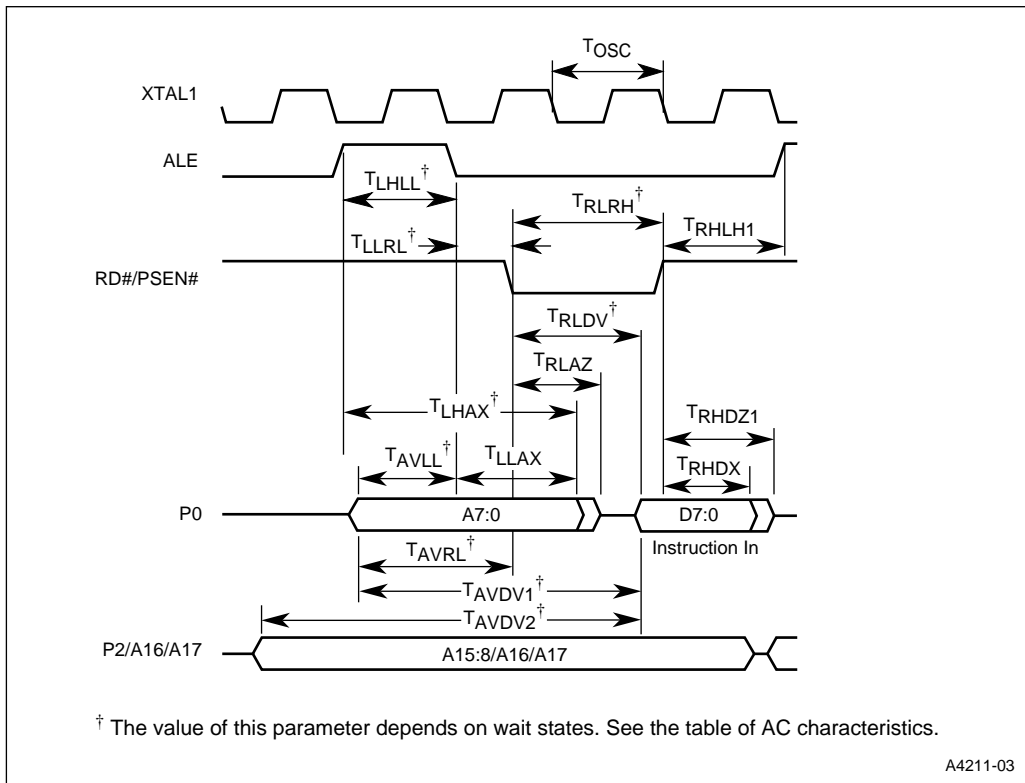 TOSC
XTAL1
ALE
TLHLL†
TRLRH†
TRHLH1
TLLRL†
RD#/PSEN#
TRLDV†
TRLAZ
TLHAX†
TRHDZ1
TAVLL†
TLLAX
TRHDX
P0
A7:0
D7:0
Instruction In
TAVRL†
TAVDV1†
TAVDV2†
P2/A16/A17
A15:8/A16/A17
† The value of this parameter depends on wait states. See the table of AC characteristics.
A4211-03